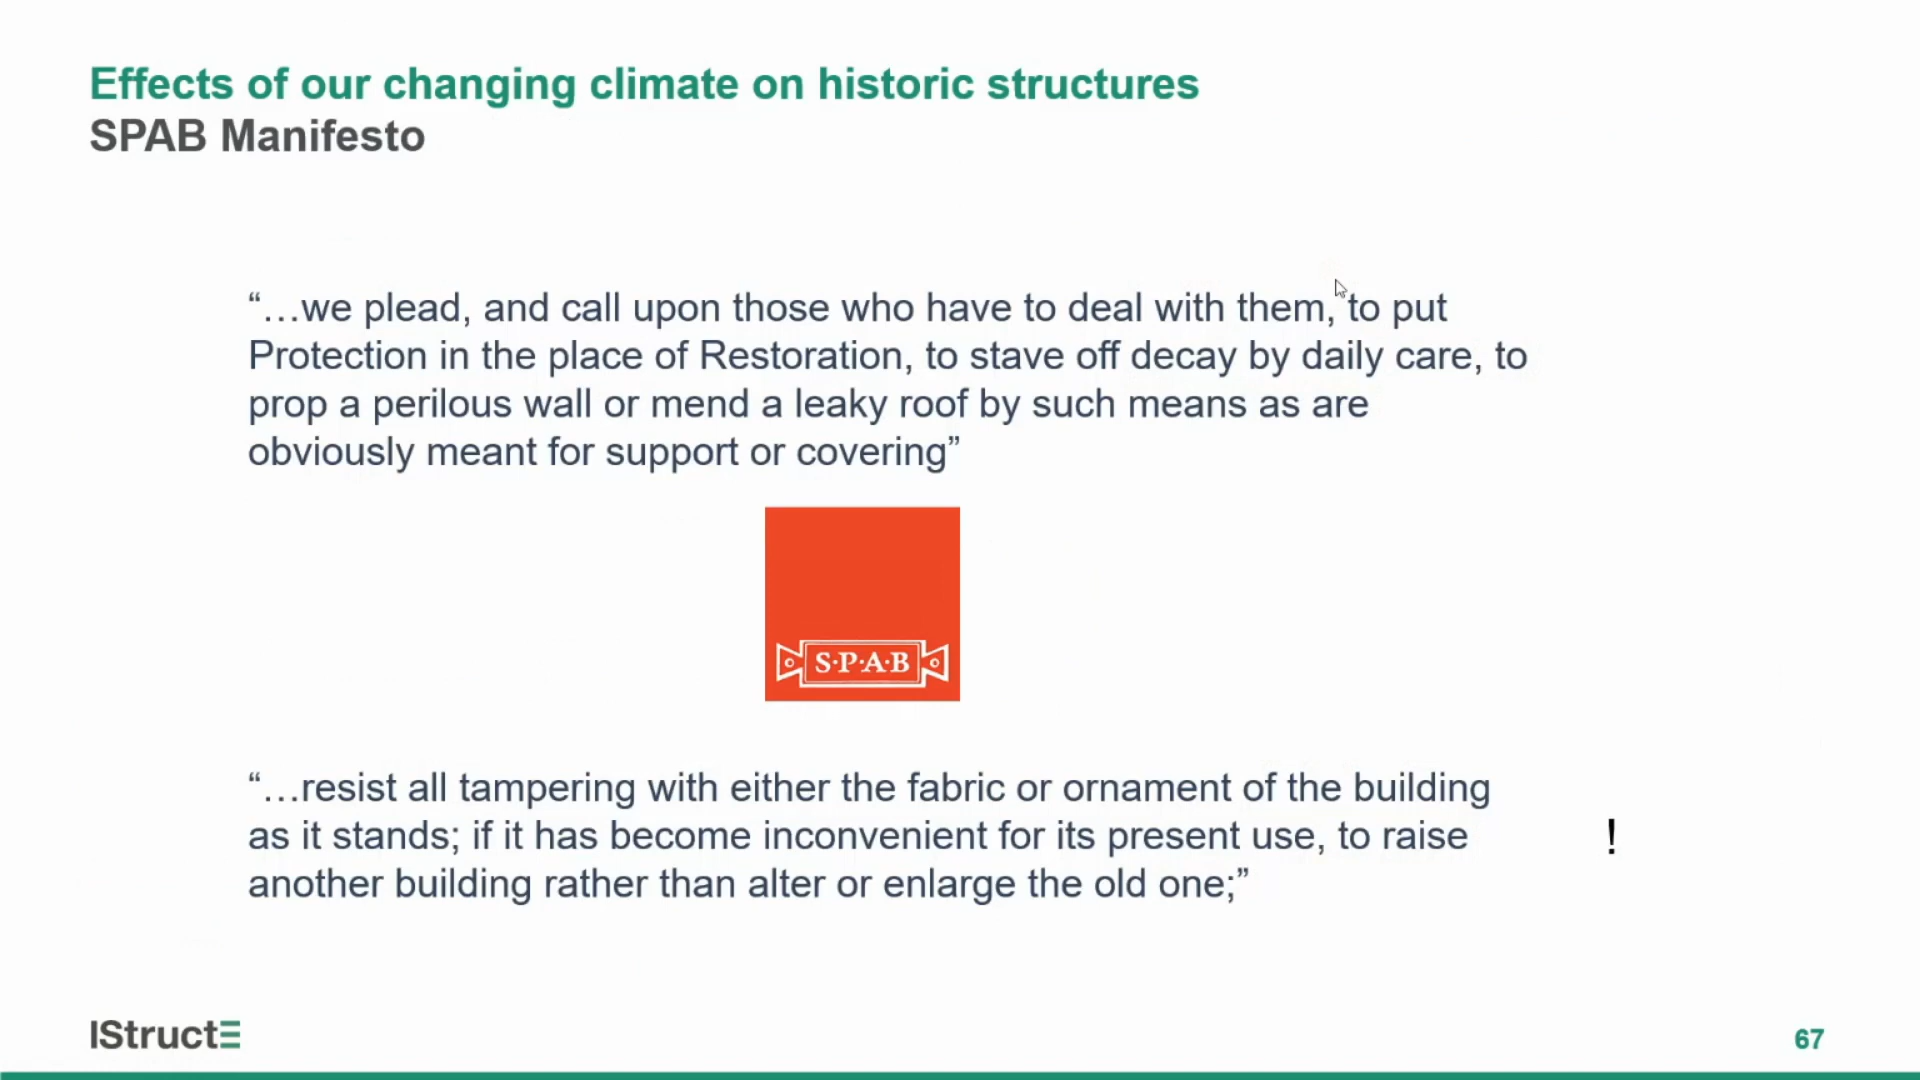 Effects of our changing climate on historic structures
SPAB Manifesto
“…we plead, and call upon those who have to deal with them, to put
Protection in the place of Restoration, to stave off decay by daily care, to
prop a perilous wall or mend a leaky roof by such means as are
obviously meant for support or covering”
S·P·A·B
“…resist all tampering with either the fabric or ornament of the building
as it stands; if it has become inconvenient for its present use, to raise
another building rather than alter or enlarge the old one;”
!
IStructE
67